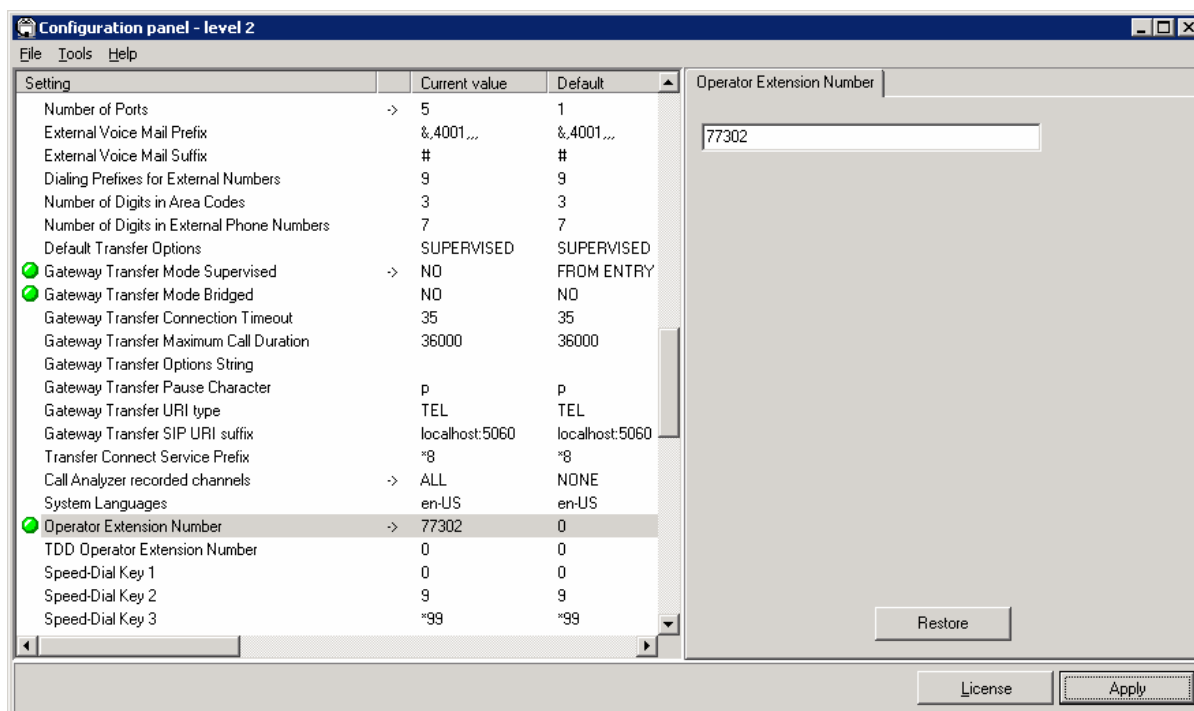 Configuration panel - level 2
File Tools Help
Setting Current value Default
Number of Ports -> 5 1
External Voice Mail Prefix &,4001,,, &,4001,,,
External Voice Mail Suffix # #
Dialing Prefixes for External Numbers 9 9
Number of Digits in Area Codes 3 3
Number of Digits in External Phone Numbers 7 7
Default Transfer Options SUPERVISED SUPERVISED
Gateway Transfer Mode Supervised -> NO FROM ENTRY
Gateway Transfer Mode Bridged NO NO
Gateway Transfer Connection Timeout 35 35
Gateway Transfer Maximum Call Duration 36000 36000
Gateway Transfer Options String
Gateway Transfer Pause Character p p
Gateway Transfer URI type TEL TEL
Gateway Transfer SIP URI suffix localhost:5060 localhost:5060
Transfer Connect Service Prefix *8 *8
Call Analyzer recorded channels -> ALL NONE
System Languages en-US en-US
Operator Extension Number -> 77302 0
TDD Operator Extension Number 0 0
Speed-Dial Key 1 0 0
Speed-Dial Key 2 9 9
Speed-Dial Key 3 *99 *99
Operator Extension Number
77302
Restore
License Apply